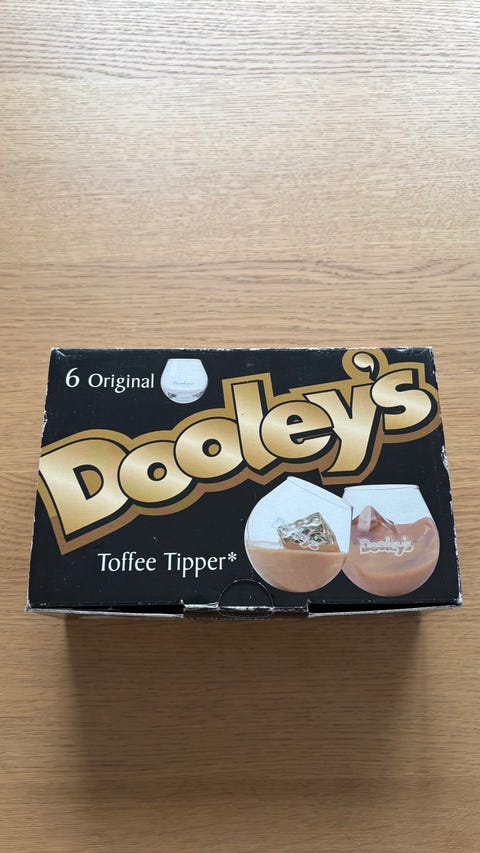 6 Original
Dooley's
Toffee Tipper*
Dooley's